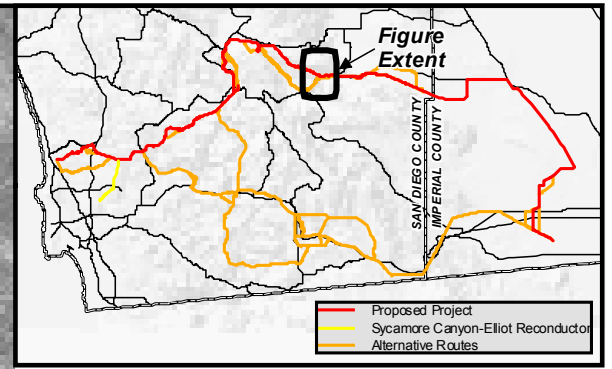 Figure
Extent
SAN DIEGO COUNTY
IMPERIAL COUNTY
Proposed Project
Sycamore Canyon-Elliot Reconductor
Alternative Routes